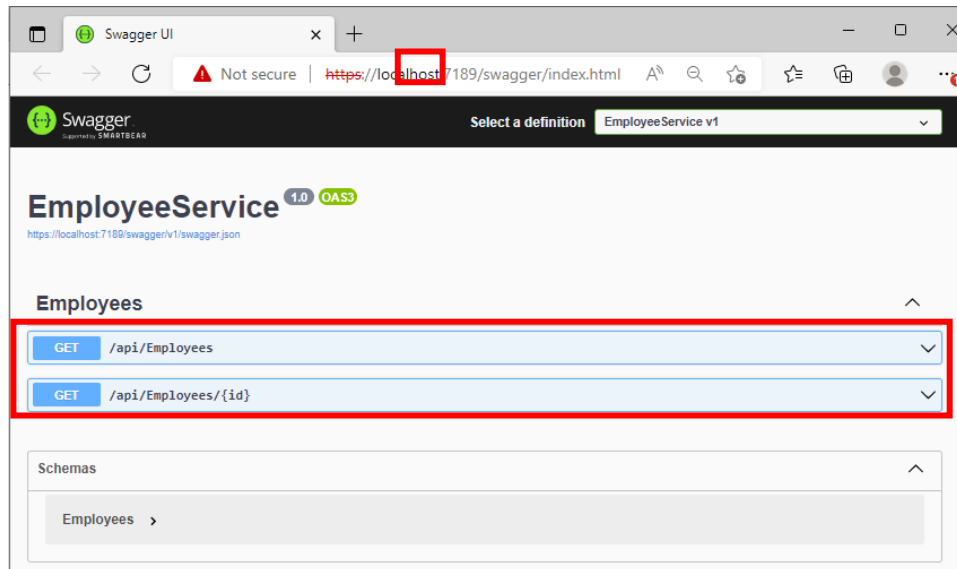 Swagger UI
Not secure | https://localhost:7189/swagger/index.html
Swagger
Supported by SMARTBEAR
Select a definition EmployeeService v1
EmployeeService 1.0 OAS3
https://localhost:7189/swagger/v1/swagger.json
Employees
GET /api/Employees
GET /api/Employees/{id}
Schemas
Employees